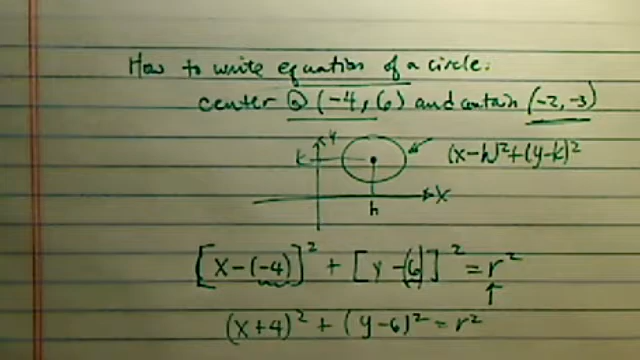 How to write equation of a circle:
center @ (-4, 6) and contain (-2, -3)
y
k
(x-h)²+(y-k)²
x
h
[x-(-4)]² + [y-(6)]² = r²
(x+4)² + (y-6)² = r²